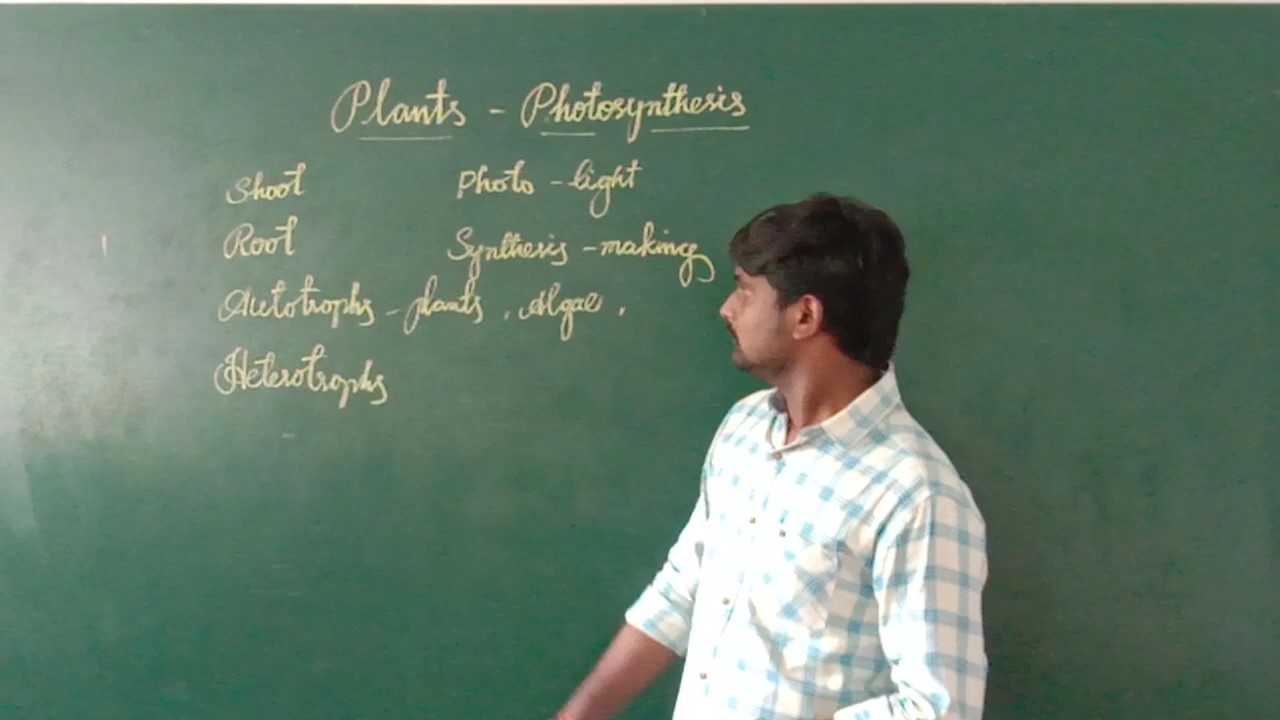 Plants - Photosynthesis
Shoot Photo - light
Root Synthesis - making
Autotrophs - plants, Algae,
Heterotrophs